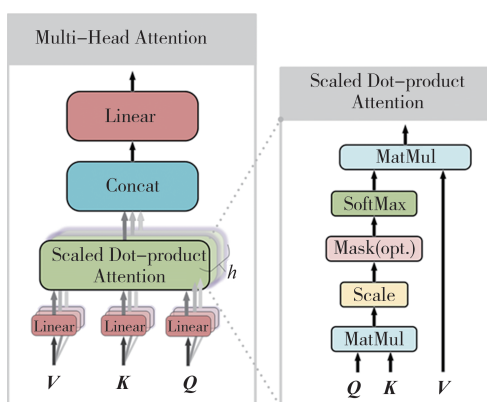 Multi-Head Attention
Linear
Concat
Scaled Dot-product
Attention
h
Linear
Linear
Linear
V
K
Q
Scaled Dot-product
Attention
MatMul
SoftMax
Mask(opt.)
Scale
MatMul
Q
K
V